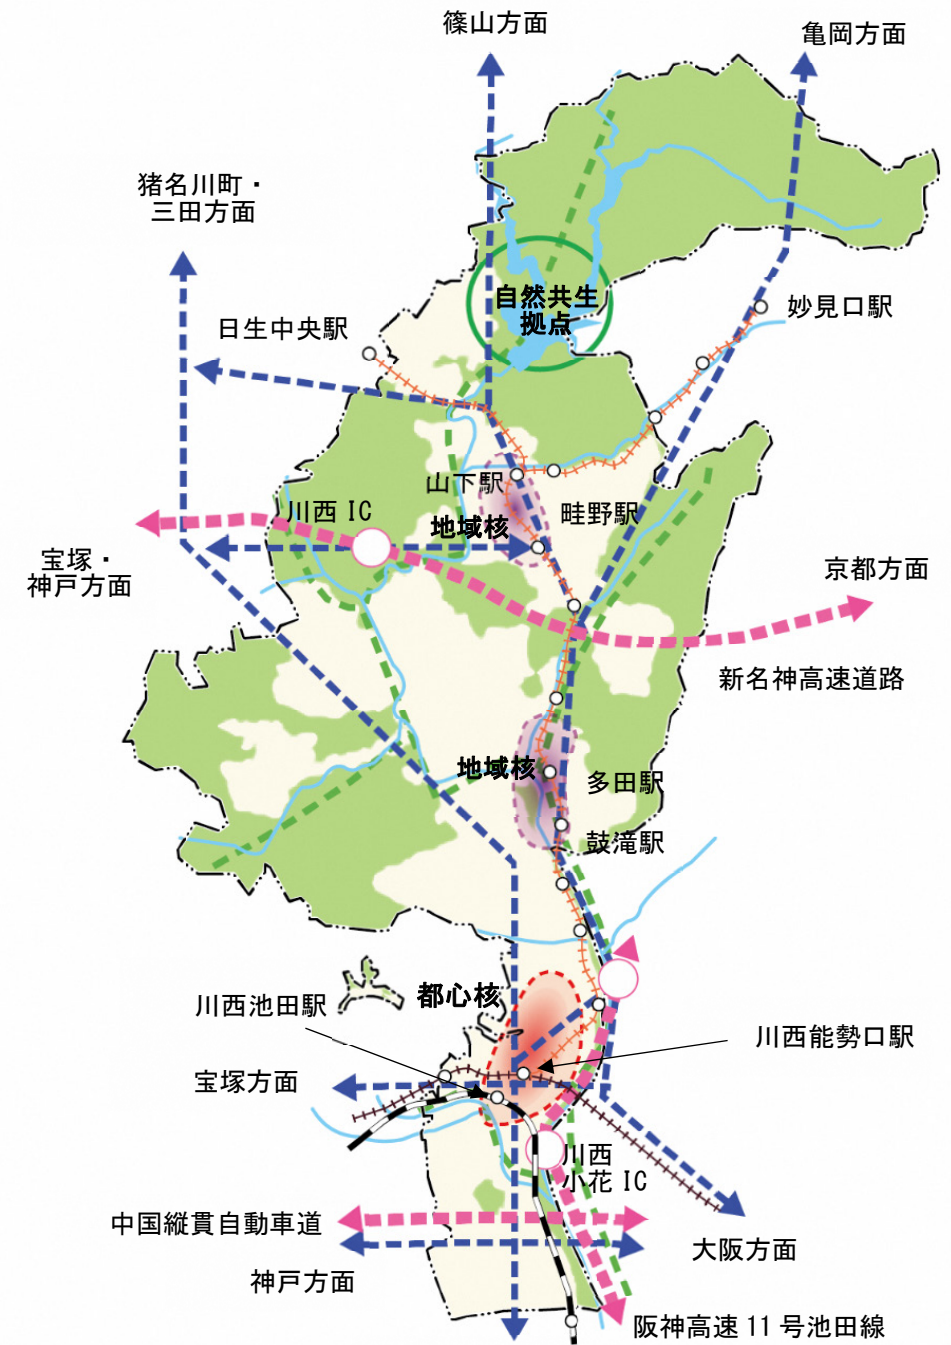 篠山方面
亀岡方面
猪名川町・
三田方面
自然共生
拠点
妙見口駅
日生中央駅
山下駅
川西 IC
地域核
畦野駅
宝塚・
神戸方面
京都方面
新名神高速道路
地域核
多田駅
鼓滝駅
都心核
川西池田駅
川西能勢口駅
宝塚方面
川西
小花 IC
中国縦貫自動車道
大阪方面
神戸方面
阪神高速 11 号池田線